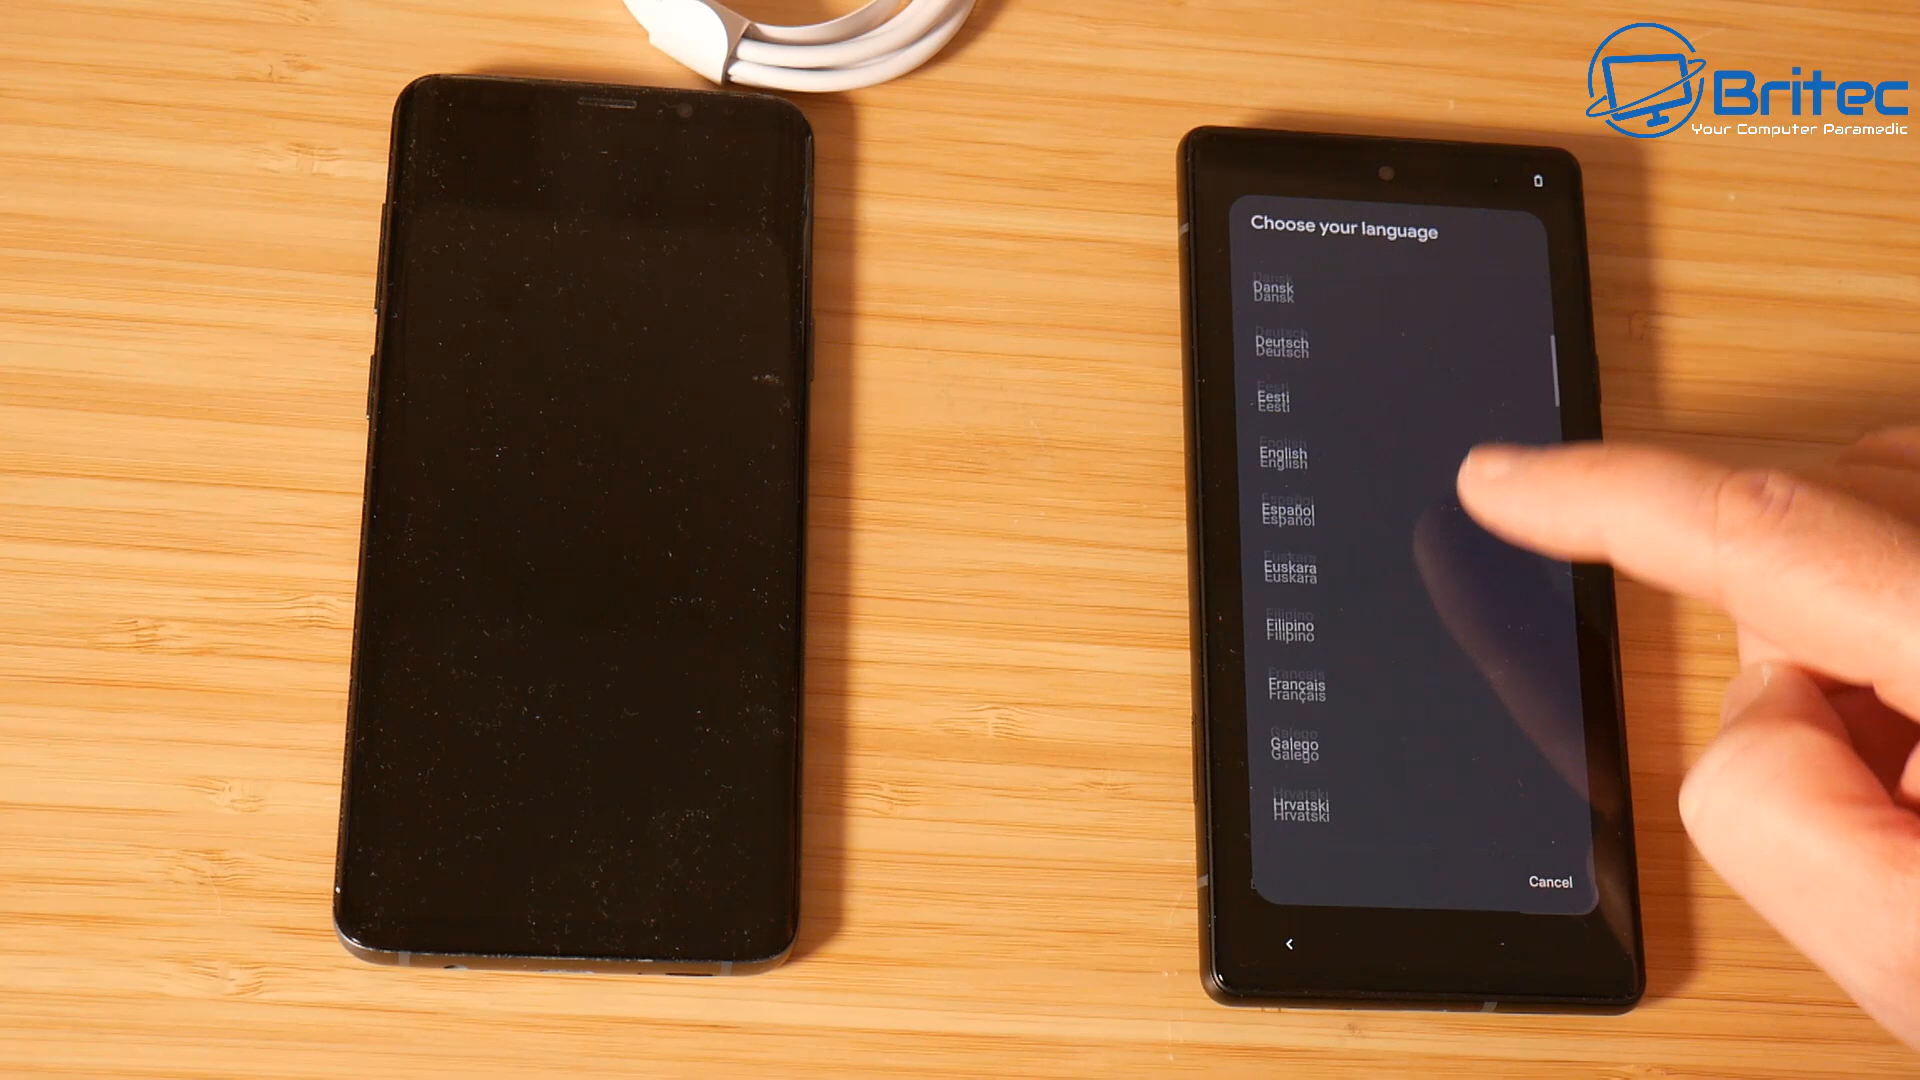 Britec
Your Computer Paramedic
Choose your language
Dansk
Deutsch
Eesti
English
Español
Euskara
Filipino
Français
Galego
Hrvatski
Cancel